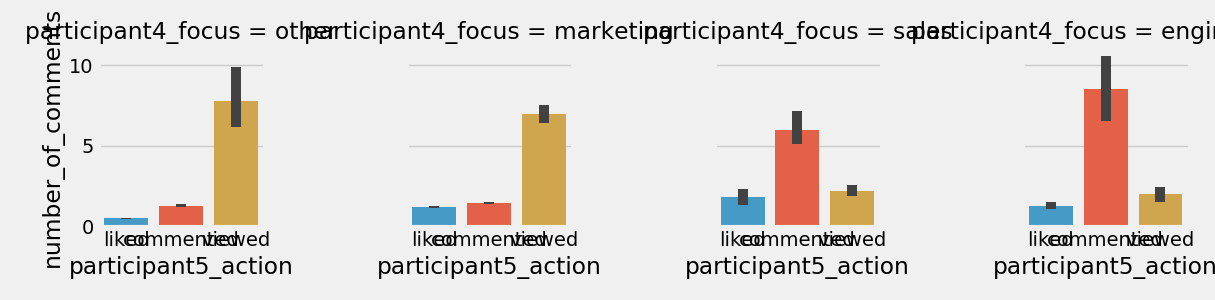 participant4_focus = other
participant4_focus = marketing
participant4_focus = sales
participant4_focus =
number_of_comments
10
5
0
liked
commented
viewed
participant5_action
liked
commented
viewed
participant5_action
liked
commented
viewed
participant5_action
liked
commented
viewed
participant5_action